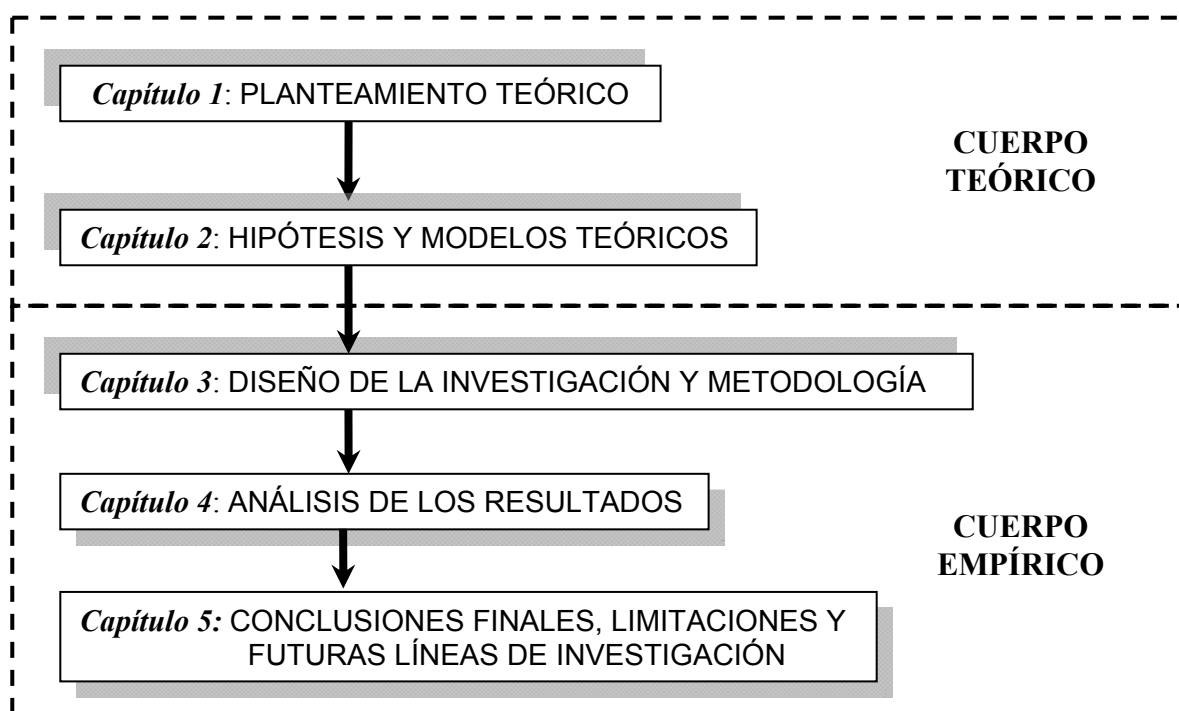 Capítulo 1: PLANTEAMIENTO TEÓRICO
CUERPO
TEÓRICO
Capítulo 2: HIPÓTESIS Y MODELOS TEÓRICOS
Capítulo 3: DISEÑO DE LA INVESTIGACIÓN Y METODOLOGÍA
Capítulo 4: ANÁLISIS DE LOS RESULTADOS
CUERPO
EMPÍRICO
Capítulo 5: CONCLUSIONES FINALES, LIMITACIONES Y
FUTURAS LÍNEAS DE INVESTIGACIÓN